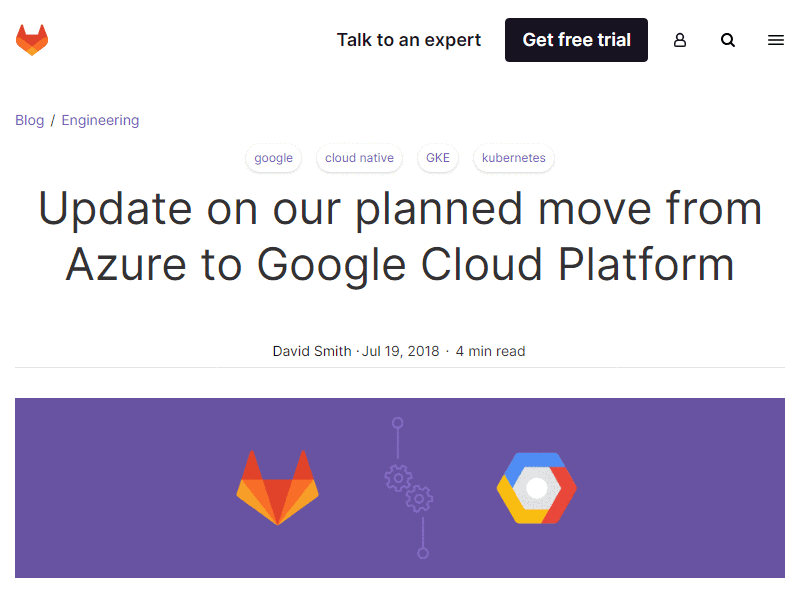 Talk to an expert
Get free trial
Blog / Engineering
google
cloud native
GKE
kubernetes
Update on our planned move from
Azure to Google Cloud Platform
David Smith · Jul 19, 2018 · 4 min read